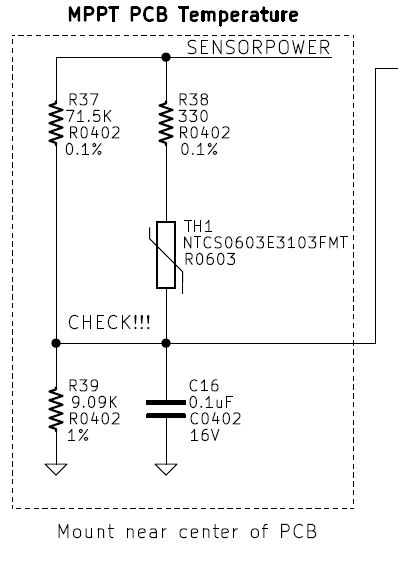 MPPT PCB Temperature
SENSORPOWER
R37
71.5K
R0402
0.1%
R38
330
R0402
0.1%
TH1
NTCS0603E3103FMT
R0603
CHECK!!!
R39
9.09K
R0402
1%
C16
0.1uF
C0402
16V
Mount near center of PCB